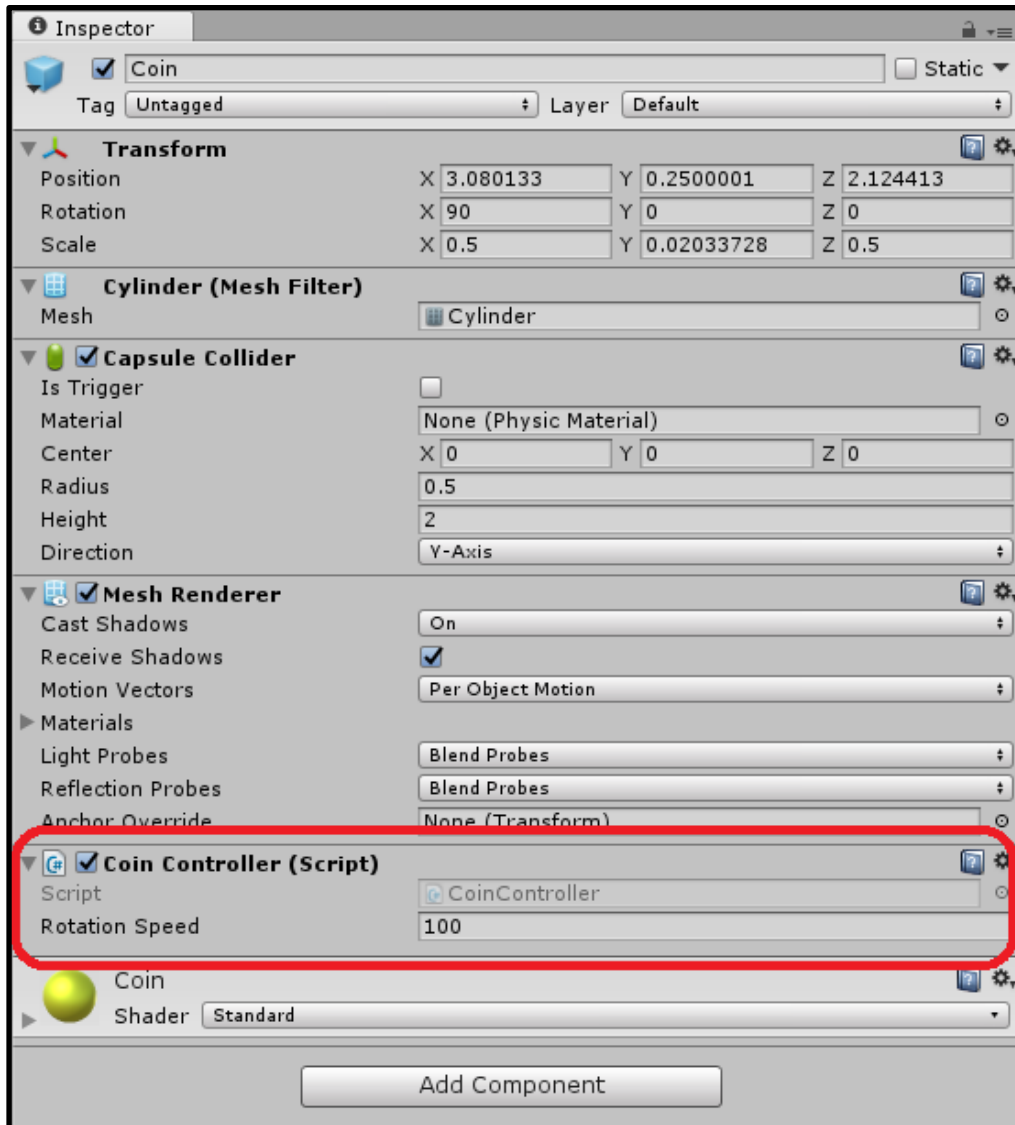 Inspector
Coin Static
Tag Untagged Layer Default
Transform
Position X 3.080133 Y 0.2500001 Z 2.124413
Rotation X 90 Y 0 Z 0
Scale X 0.5 Y 0.02033728 Z 0.5
Cylinder (Mesh Filter)
Mesh Cylinder
Capsule Collider
Is Trigger
Material None (Physic Material)
Center X 0 Y 0 Z 0
Radius 0.5
Height 2
Direction Y-Axis
Mesh Renderer
Cast Shadows On
Receive Shadows
Motion Vectors Per Object Motion
Materials
Light Probes Blend Probes
Reflection Probes Blend Probes
Anchor Override None (Transform)
C# Coin Controller (Script)
Script CoinController
Rotation Speed 100
Coin
Shader Standard
Add Component